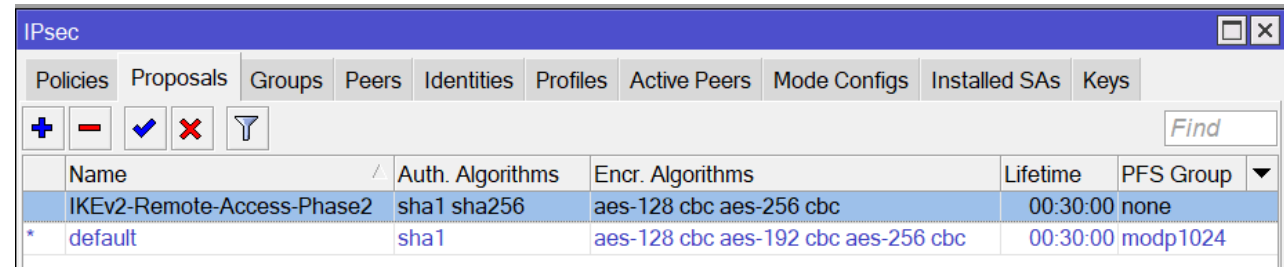 IPsec
Policies Proposals Groups Peers Identities Profiles Active Peers Mode Configs Installed SAs Keys
Find
Name Auth. Algorithms Encr. Algorithms Lifetime PFS Group
IKEv2-Remote-Access-Phase2 sha1 sha256 aes-128 cbc aes-256 cbc 00:30:00 none
* default sha1 aes-128 cbc aes-192 cbc aes-256 cbc 00:30:00 modp1024